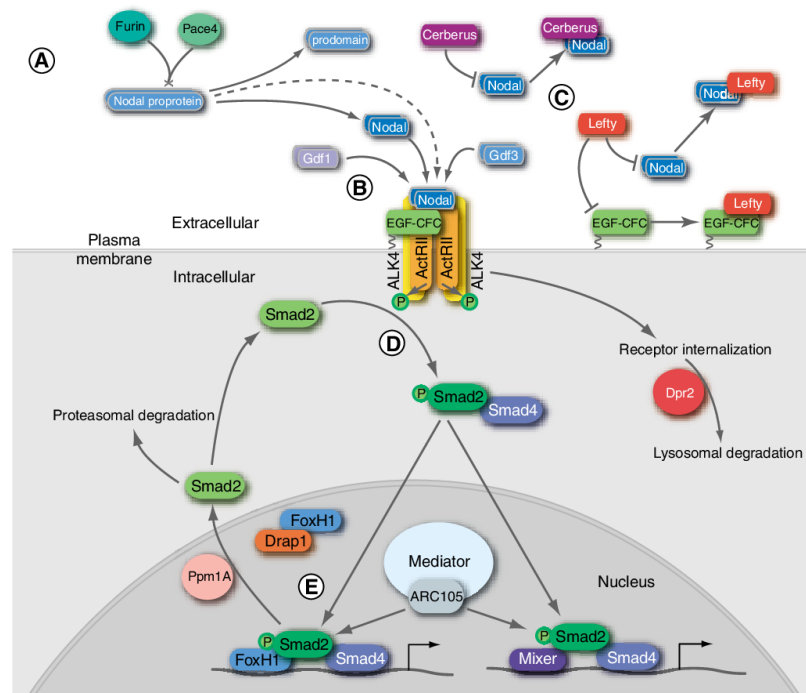 Furin
Pace4
A
prodomain
Nodal proprotein
Nodal
Cerberus
Nodal
Cerberus
Nodal
C
Nodal
Lefty
Lefty
Nodal
Gdf1
B
Gdf3
Nodal
EGF-CFC
ActRII
ActRII
ALK4
ALK4
P
P
EGF-CFC
Lefty
EGF-CFC
Extracellular
Plasma
membrane
Intracellular
Smad2
D
P
Smad2
Smad4
Receptor internalization
Dpr2
Lysosomal degradation
Proteasomal degradation
Smad2
Ppm1A
FoxH1
Drap1
E
Mediator
ARC105
Nucleus
P
Smad2
FoxH1
Smad4
P
Smad2
Mixer
Smad4